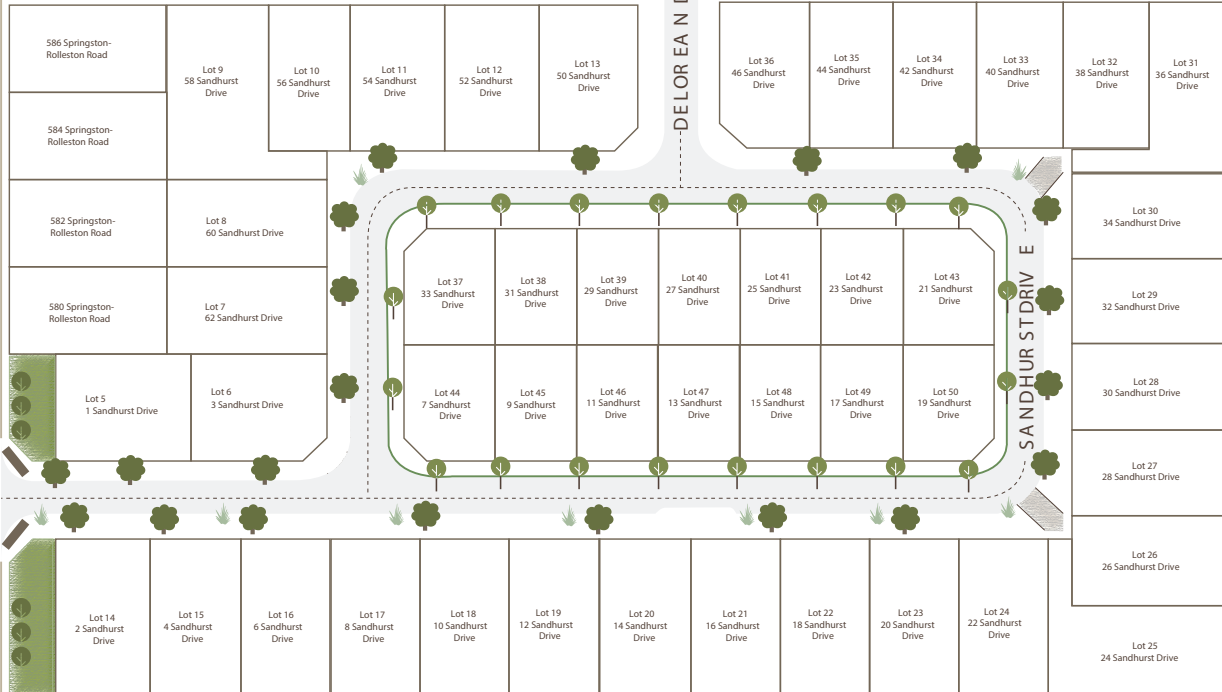 DELOREAN D
586 Springston-
Rolleston Road
Lot 9
58 Sandhurst
Drive
Lot 10
56 Sandhurst
Drive
Lot 11
54 Sandhurst
Drive
Lot 12
52 Sandhurst
Drive
Lot 13
50 Sandhurst
Drive
Lot 36
46 Sandhurst
Drive
Lot 35
44 Sandhurst
Drive
Lot 34
42 Sandhurst
Drive
Lot 33
40 Sandhurst
Drive
Lot 32
38 Sandhurst
Drive
Lot 31
36 Sandhurst
Drive
584 Springston-
Rolleston Road
582 Springston-
Rolleston Road
Lot 8
60 Sandhurst Drive
Lot 30
34 Sandhurst Drive
580 Springston-
Rolleston Road
Lot 7
62 Sandhurst Drive
Lot 37
33 Sandhurst
Drive
Lot 38
31 Sandhurst
Drive
Lot 39
29 Sandhurst
Drive
Lot 40
27 Sandhurst
Drive
Lot 41
25 Sandhurst
Drive
Lot 42
23 Sandhurst
Drive
Lot 43
21 Sandhurst
Drive
SANDHURST DRIV E
Lot 29
32 Sandhurst Drive
Lot 5
1 Sandhurst Drive
Lot 6
3 Sandhurst Drive
Lot 44
7 Sandhurst
Drive
Lot 45
9 Sandhurst
Drive
Lot 46
11 Sandhurst
Drive
Lot 47
13 Sandhurst
Drive
Lot 48
15 Sandhurst
Drive
Lot 49
17 Sandhurst
Drive
Lot 50
19 Sandhurst
Drive
Lot 28
30 Sandhurst Drive
Lot 27
28 Sandhurst Drive
Lot 26
26 Sandhurst Drive
Lot 14
2 Sandhurst
Drive
Lot 15
4 Sandhurst
Drive
Lot 16
6 Sandhurst
Drive
Lot 17
8 Sandhurst
Drive
Lot 18
10 Sandhurst
Drive
Lot 19
12 Sandhurst
Drive
Lot 20
14 Sandhurst
Drive
Lot 21
16 Sandhurst
Drive
Lot 22
18 Sandhurst
Drive
Lot 23
20 Sandhurst
Drive
Lot 24
22 Sandhurst
Drive
Lot 25
24 Sandhurst Drive